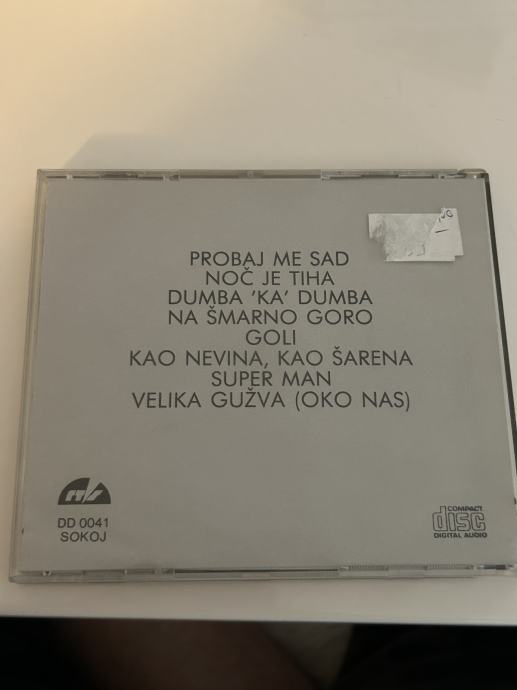 PROBAJ ME SAD
NOČ JE TIHA
DUMBA 'KA' DUMBA
NA ŠMARNO GORO
GOLI
KAO NEVINA, KAO ŠARENA
SUPER MAN
VELIKA GUŽVA (OKO NAS)
DD 0041
SOKOJ
COMPACT
disc
DIGITAL AUDIO